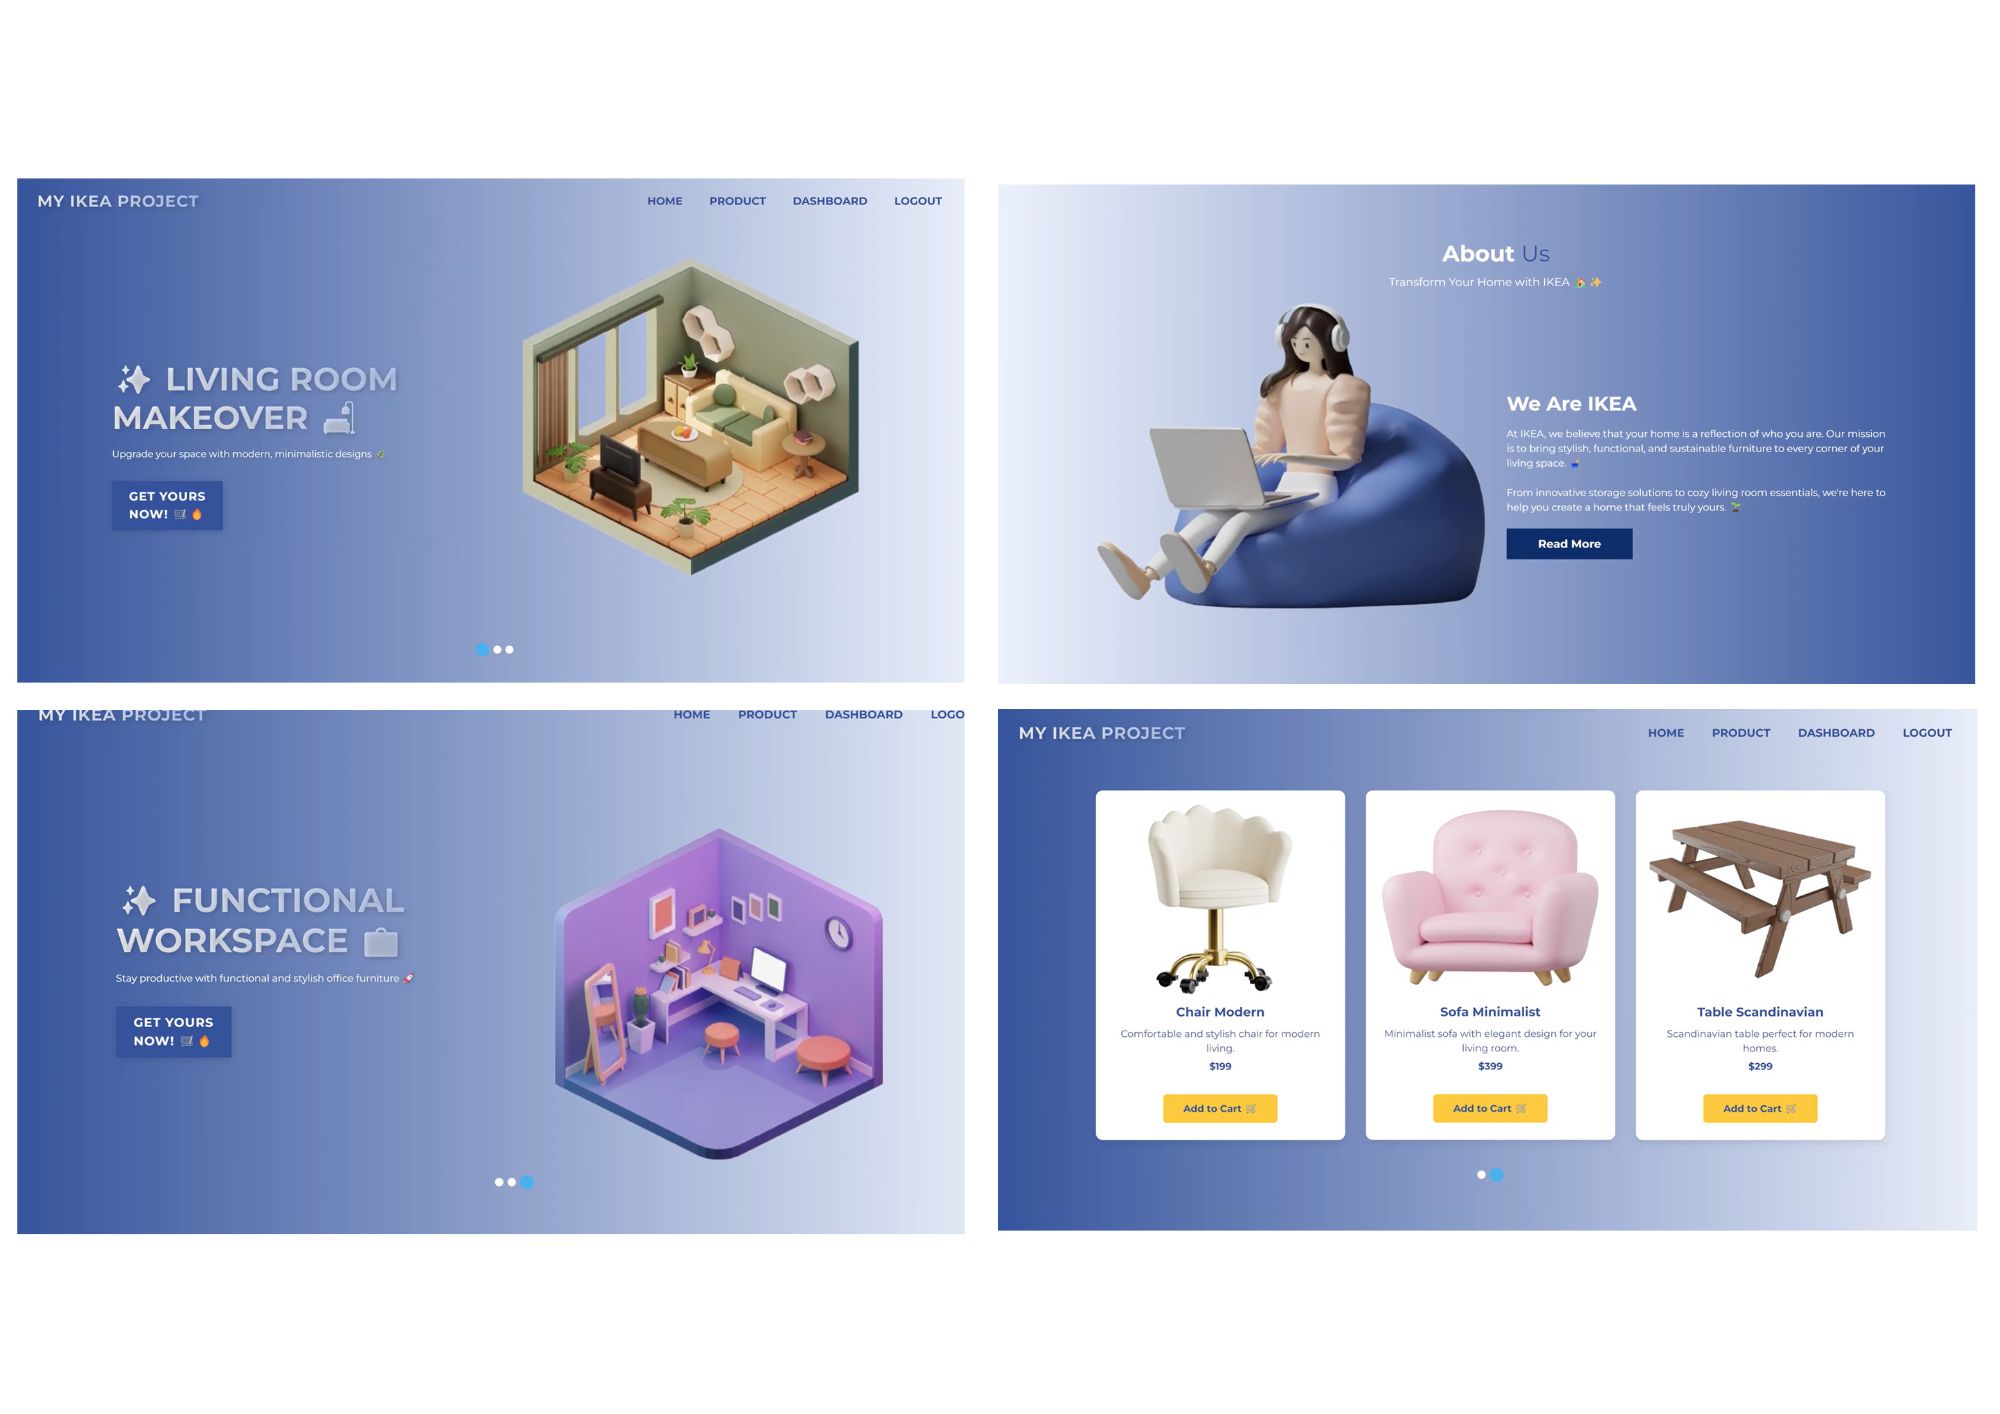 MY IKEA PROJECT
HOME PRODUCT DASHBOARD LOGOUT
✨ LIVING ROOM
MAKEOVER 🛋️
Upgrade your space with modern, minimalistic designs 🌿
GET YOURS
NOW! 🛒 🔥
About Us
Transform Your Home with IKEA 🏡 ✨
We Are IKEA
At IKEA, we believe that your home is a reflection of who you are. Our mission
is to bring stylish, functional, and sustainable furniture to every corner of your
living space. 🛋️
From innovative storage solutions to cozy living room essentials, we're here to
help you create a home that feels truly yours. 🌱
Read More
MY IKEA PROJECT
HOME PRODUCT DASHBOARD LOGO
✨ FUNCTIONAL
WORKSPACE 💼
Stay productive with functional and stylish office furniture 🚀
GET YOURS
NOW! 🛒 🔥
MY IKEA PROJECT
HOME PRODUCT DASHBOARD LOGOUT
Chair Modern
Comfortable and stylish chair for modern
living.
$199
Add to Cart 🛒
Sofa Minimalist
Minimalist sofa with elegant design for your
living room.
$399
Add to Cart 🛒
Table Scandinavian
Scandinavian table perfect for modern
homes.
$299
Add to Cart 🛒